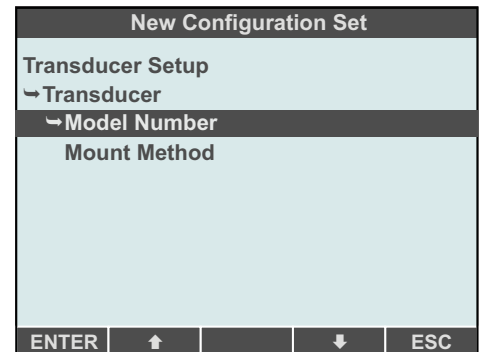 New Configuration Set
Transducer Setup
➥Transducer
➥Model Number
Mount Method
ENTER ⬆ ⬇ ESC